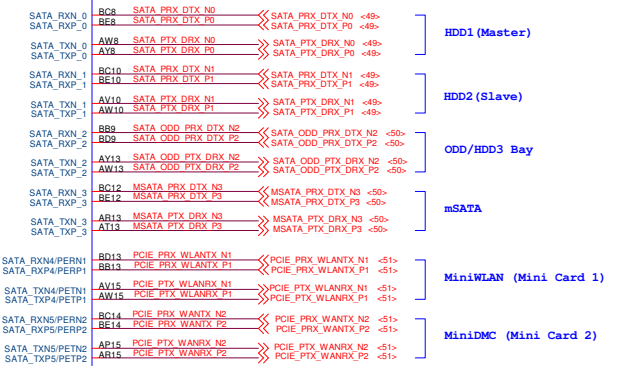 SATA_RXN_0 BC8 SATA_PRX_DTX_N0 SATA_PRX_DTX_N0 <49>
SATA_RXP_0 BE8 SATA_PRX_DTX_P0 SATA_PRX_DTX_P0 <49>
HDD1(Master)
SATA_TXN_0 AW8 SATA_PTX_DRX_N0 SATA_PTX_DRX_N0 <49>
SATA_TXP_0 AY8 SATA_PTX_DRX_P0 SATA_PTX_DRX_P0 <49>
SATA_RXN_1 BC10 SATA_PRX_DTX_N1 SATA_PRX_DTX_N1 <49>
SATA_RXP_1 BE10 SATA_PRX_DTX_P1 SATA_PRX_DTX_P1 <49>
HDD2(Slave)
SATA_TXN_1 AV10 SATA_PTX_DRX_N1 SATA_PTX_DRX_N1 <49>
SATA_TXP_1 AW10 SATA_PTX_DRX_P1 SATA_PTX_DRX_P1 <49>
SATA_RXN_2 BB9 SATA_ODD_PRX_DTX_N2 SATA_ODD_PRX_DTX_N2 <50>
SATA_RXP_2 BD9 SATA_ODD_PRX_DTX_P2 SATA_ODD_PRX_DTX_P2 <50>
ODD/HDD3 Bay
SATA_TXN_2 AY13 SATA_ODD_PTX_DRX_N2 SATA_ODD_PTX_DRX_N2 <50>
SATA_TXP_2 AW13 SATA_ODD_PTX_DRX_P2 SATA_ODD_PTX_DRX_P2 <50>
SATA_RXN_3 BC12 MSATA_PRX_DTX_N3 MSATA_PRX_DTX_N3 <50>
SATA_RXP_3 BE12 MSATA_PRX_DTX_P3 MSATA_PRX_DTX_P3 <50>
mSATA
SATA_TXN_3 AR13 MSATA_PTX_DRX_N3 MSATA_PTX_DRX_N3 <50>
SATA_TXP_3 AT13 MSATA_PTX_DRX_P3 MSATA_PTX_DRX_P3 <50>
SATA_RXN4/PERN1 BD13 PCIE_PRX_WLANTX_N1 PCIE_PRX_WLANTX_N1 <51>
SATA_RXP4/PERP1 BB13 PCIE_PRX_WLANTX_P1 PCIE_PRX_WLANTX_P1 <51>
MiniWLAN (Mini Card 1)
SATA_TXN4/PETN1 AV15 PCIE_PTX_WLANRX_N1 PCIE_PTX_WLANRX_N1 <51>
SATA_TXP4/PETP1 AW15 PCIE_PTX_WLANRX_P1 PCIE_PTX_WLANRX_P1 <51>
SATA_RXN5/PERN2 BC14 PCIE_PRX_WANTX_N2 PCIE_PRX_WANTX_N2 <51>
SATA_RXP5/PERP2 BE14 PCIE_PRX_WANTX_P2 PCIE_PRX_WANTX_P2 <51>
MiniDMC (Mini Card 2)
SATA_TXN5/PETN2 AP15 PCIE_PTX_WANRX_N2 PCIE_PTX_WANRX_N2 <51>
SATA_TXP5/PETP2 AR15 PCIE_PTX_WANRX_P2 PCIE_PTX_WANRX_P2 <51>